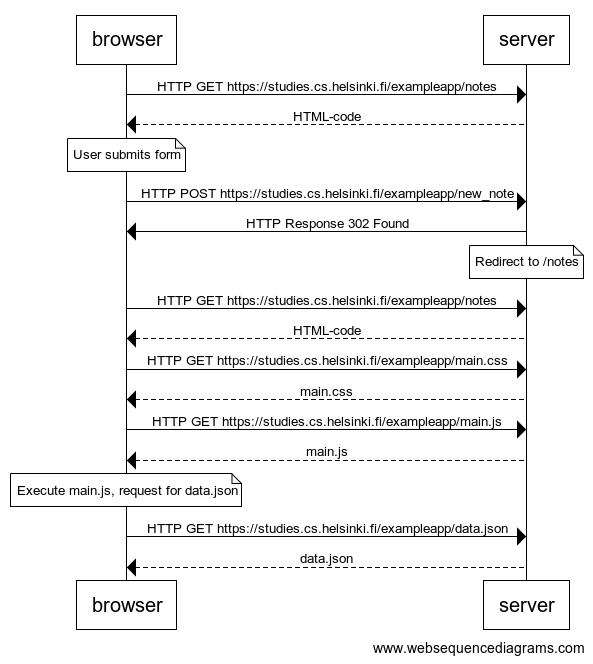 browser
server
HTTP GET https://studies.cs.helsinki.fi/exampleapp/notes
HTML-code
User submits form
HTTP POST https://studies.cs.helsinki.fi/exampleapp/new_note
HTTP Response 302 Found
Redirect to /notes
HTTP GET https://studies.cs.helsinki.fi/exampleapp/notes
HTML-code
HTTP GET https://studies.cs.helsinki.fi/exampleapp/main.css
main.css
HTTP GET https://studies.cs.helsinki.fi/exampleapp/main.js
main.js
Execute main.js, request for data.json
HTTP GET https://studies.cs.helsinki.fi/exampleapp/data.json
data.json
browser
server
www.websequencediagrams.com